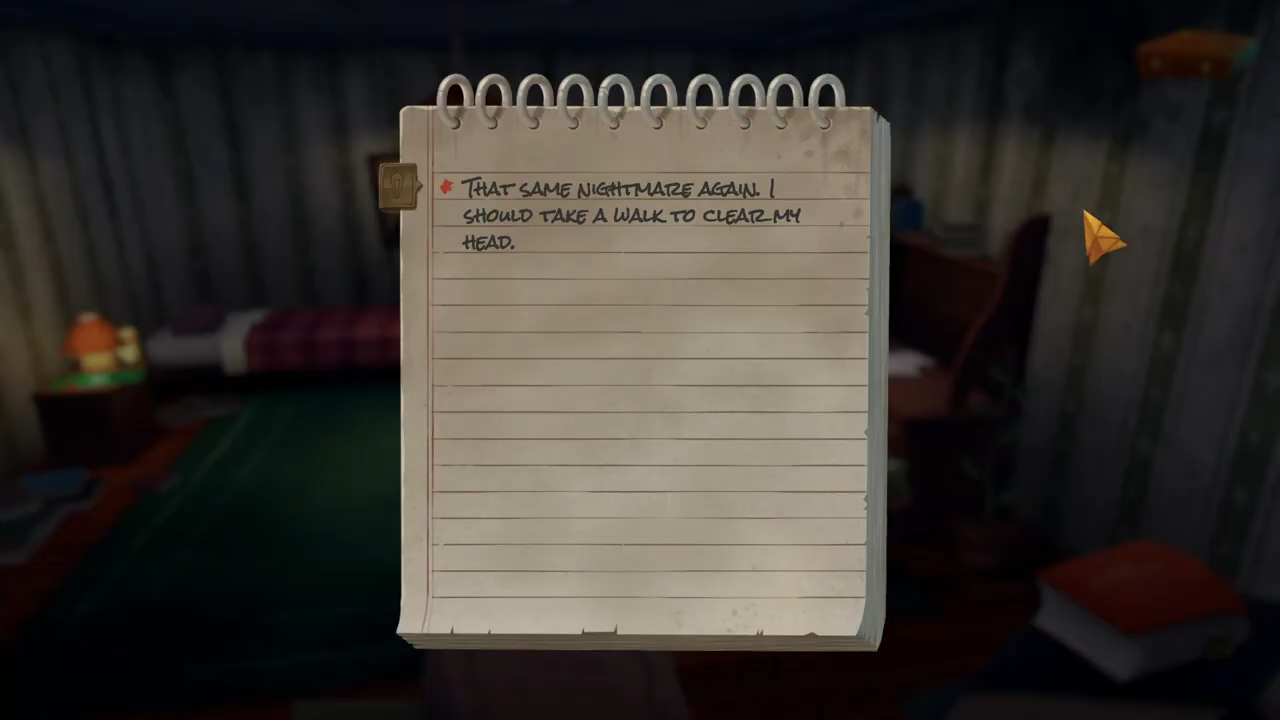 THAT SAME NIGHTMARE AGAIN. I
SHOULD TAKE A WALK TO CLEAR MY
HEAD.